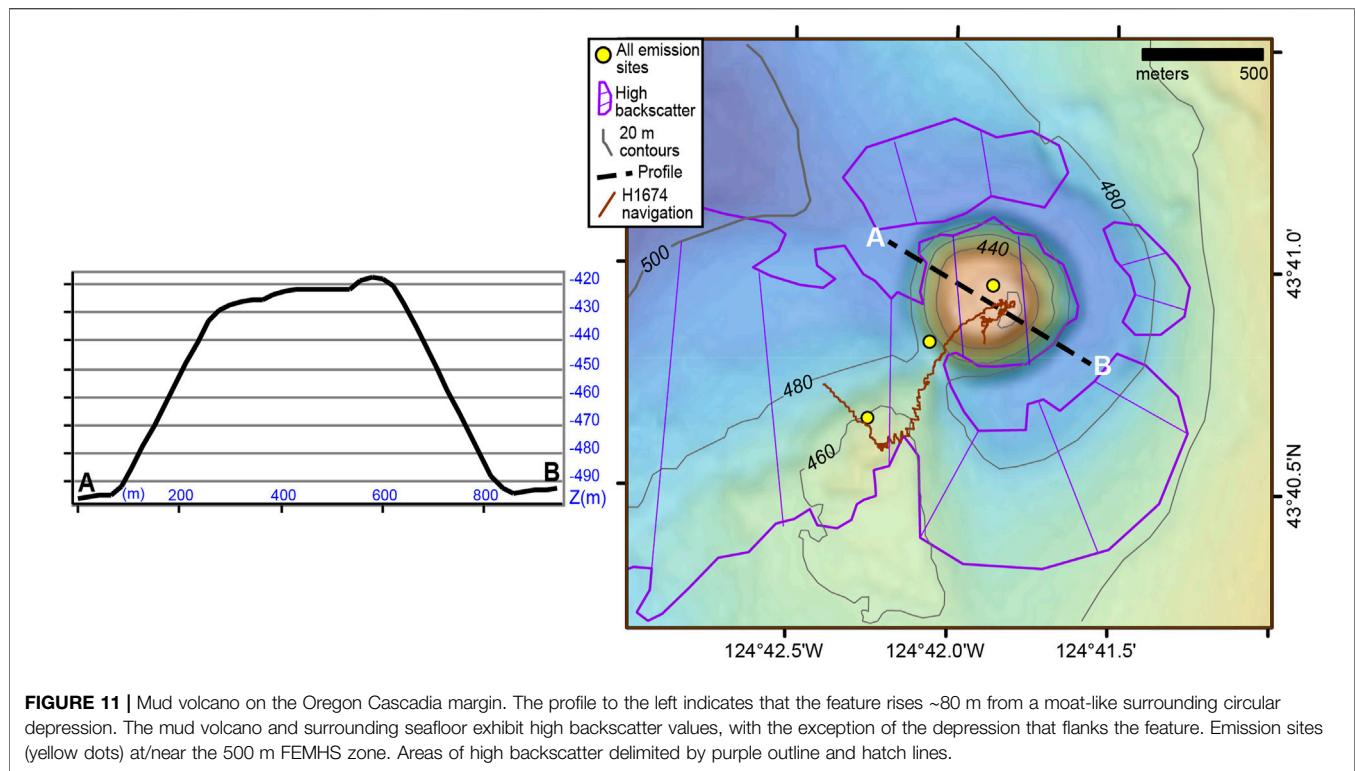 -420
-430
-440
-450
-460
-470
-480
-490
Z(m)
A
B
(m)
200
400
600
800
All emission
sites
High
backscatter
20 m
contours
Profile
H1674
navigation
meters 500
500
480
440
A
B
480
460
43°41.0'
43°40.5'N
124°42.5'W
124°42.0'W
124°41.5'
FIGURE 11 | Mud volcano on the Oregon Cascadia margin. The profile to the left indicates that the feature rises ~80 m from a moat-like surrounding circular
depression. The mud volcano and surrounding seafloor exhibit high backscatter values, with the exception of the depression that flanks the feature. Emission sites
(yellow dots) at/near the 500 m FEMHS zone. Areas of high backscatter delimited by purple outline and hatch lines.